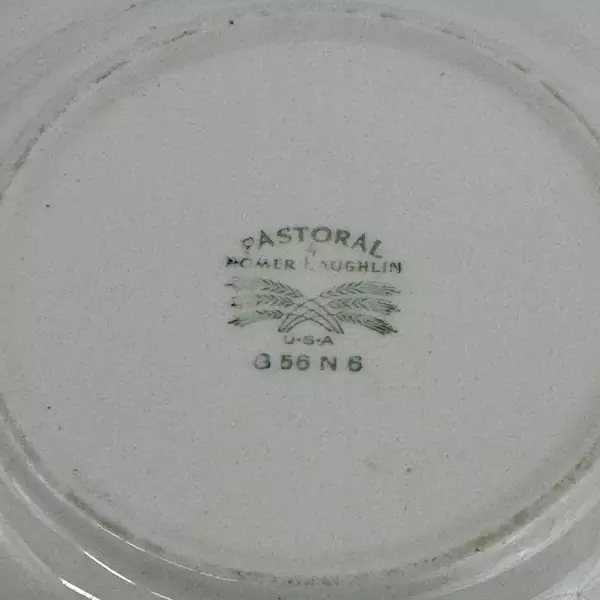 PASTORAL
HOMER LAUGHLIN
U-S-A
G 56 N 6